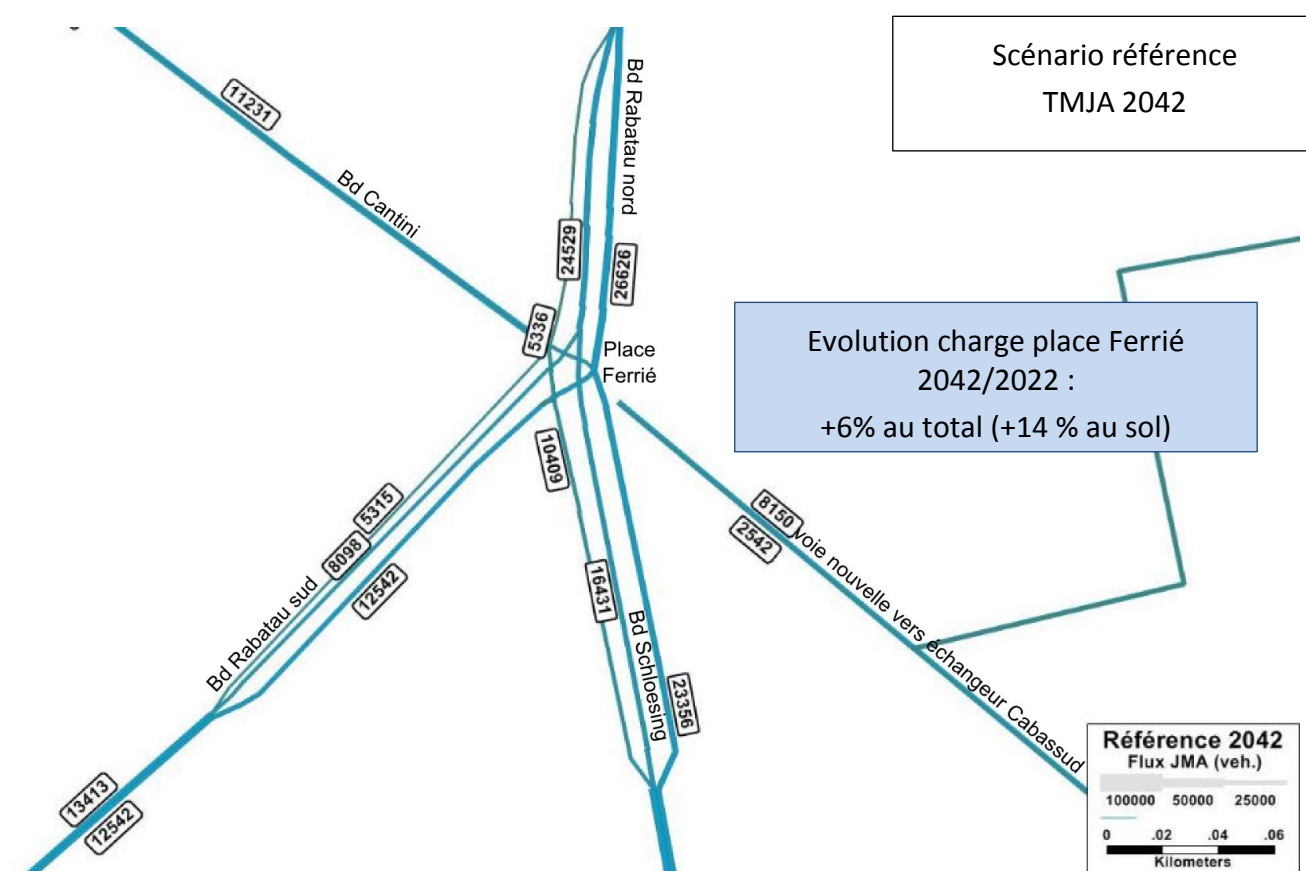 Scénario référence
TMJA 2042
11231
Bd Cantini
Bd Rabatau nord
24529
26626
5336
Place
Ferrié
Evolution charge place Ferrié
2042/2022 :
+6% au total (+14 % au sol)
10409
5315
8098
12542
Bd Rabatau sud
16431
Bd Schloesing
23356
8150
2542
voie nouvelle vers échangeur Cabassud
13413
12542
Référence 2042
Flux JMA (veh.)
100000 50000 25000
0 .02 .04 .06
Kilometers